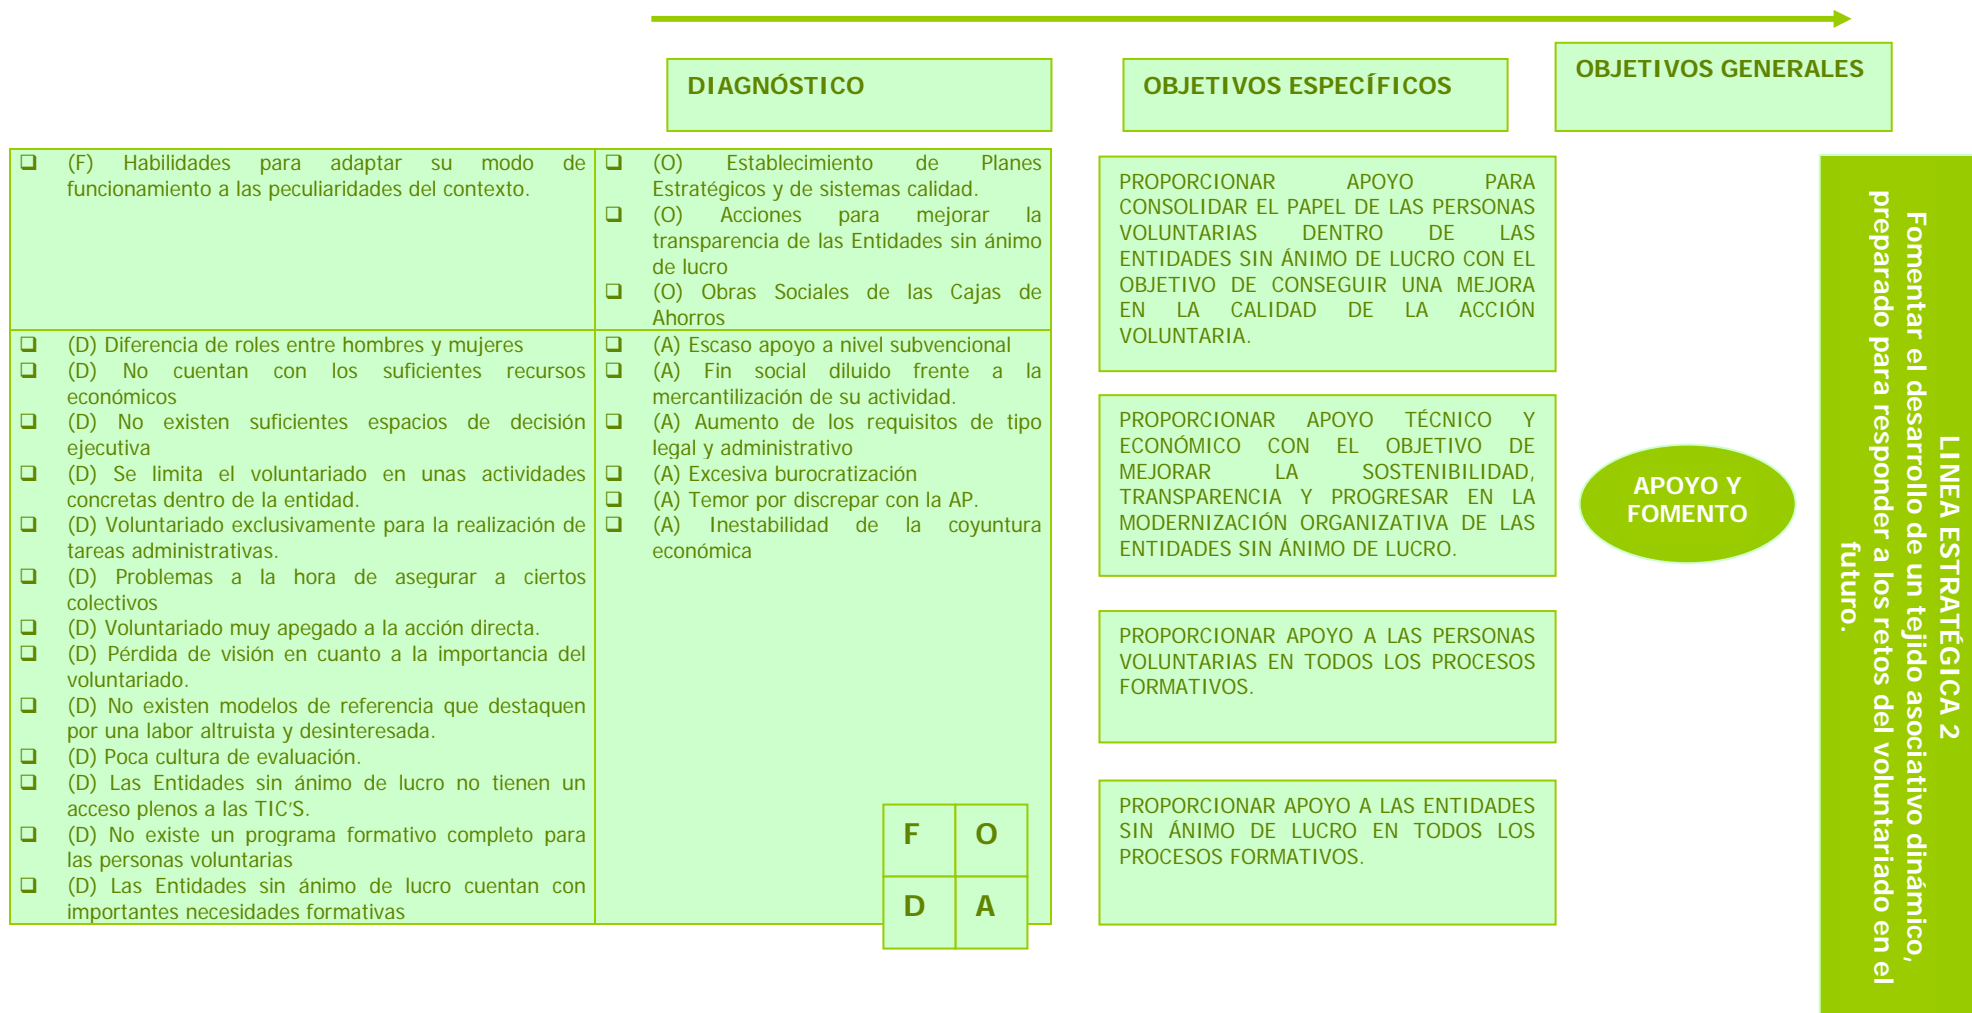 DIAGNÓSTICO
OBJETIVOS ESPECÍFICOS
OBJETIVOS GENERALES
❑ (F) Habilidades para adaptar su modo de
funcionamiento a las peculiaridades del contexto.
❑ (O) Establecimiento de Planes
Estratégicos y de sistemas calidad.
❑ (O) Acciones para mejorar la
transparencia de las Entidades sin ánimo
de lucro
❑ (O) Obras Sociales de las Cajas de
Ahorros
❑ (D) Diferencia de roles entre hombres y mujeres
❑ (D) No cuentan con los suficientes recursos
económicos
❑ (D) No existen suficientes espacios de decisión
ejecutiva
❑ (D) Se limita el voluntariado en unas actividades
concretas dentro de la entidad.
❑ (D) Voluntariado exclusivamente para la realización de
tareas administrativas.
❑ (D) Problemas a la hora de asegurar a ciertos
colectivos
❑ (D) Voluntariado muy apegado a la acción directa.
❑ (D) Pérdida de visión en cuanto a la importancia del
voluntariado.
❑ (D) No existen modelos de referencia que destaquen
por una labor altruista y desinteresada.
❑ (D) Poca cultura de evaluación.
❑ (D) Las Entidades sin ánimo de lucro no tienen un
acceso plenos a las TIC'S.
❑ (D) No existe un programa formativo completo para
las personas voluntarias
❑ (D) Las Entidades sin ánimo de lucro cuentan con
importantes necesidades formativas
❑ (A) Escaso apoyo a nivel subvencional
❑ (A) Fin social diluido frente a la
mercantilización de su actividad.
❑ (A) Aumento de los requisitos de tipo
legal y administrativo
❑ (A) Excesiva burocratización
❑ (A) Temor por discrepar con la AP.
❑ (A) Inestabilidad de la coyuntura
económica
F O
D A
PROPORCIONAR APOYO PARA
CONSOLIDAR EL PAPEL DE LAS PERSONAS
VOLUNTARIAS DENTRO DE LAS
ENTIDADES SIN ÁNIMO DE LUCRO CON EL
OBJETIVO DE CONSEGUIR UNA MEJORA
EN LA CALIDAD DE LA ACCIÓN
VOLUNTARIA.
PROPORCIONAR APOYO TÉCNICO Y
ECONÓMICO CON EL OBJETIVO DE
MEJORAR LA SOSTENIBILIDAD,
TRANSPARENCIA Y PROGRESAR EN LA
MODERNIZACIÓN ORGANIZATIVA DE LAS
ENTIDADES SIN ÁNIMO DE LUCRO.
PROPORCIONAR APOYO A LAS PERSONAS
VOLUNTARIAS EN TODOS LOS PROCESOS
FORMATIVOS.
PROPORCIONAR APOYO A LAS ENTIDADES
SIN ÁNIMO DE LUCRO EN TODOS LOS
PROCESOS FORMATIVOS.
APOYO Y
FOMENTO
LINEA ESTRATÉGICA 2
Fomentar el desarrollo de un tejido asociativo dinámico,
preparado para responder a los retos del voluntariado en el
futuro.